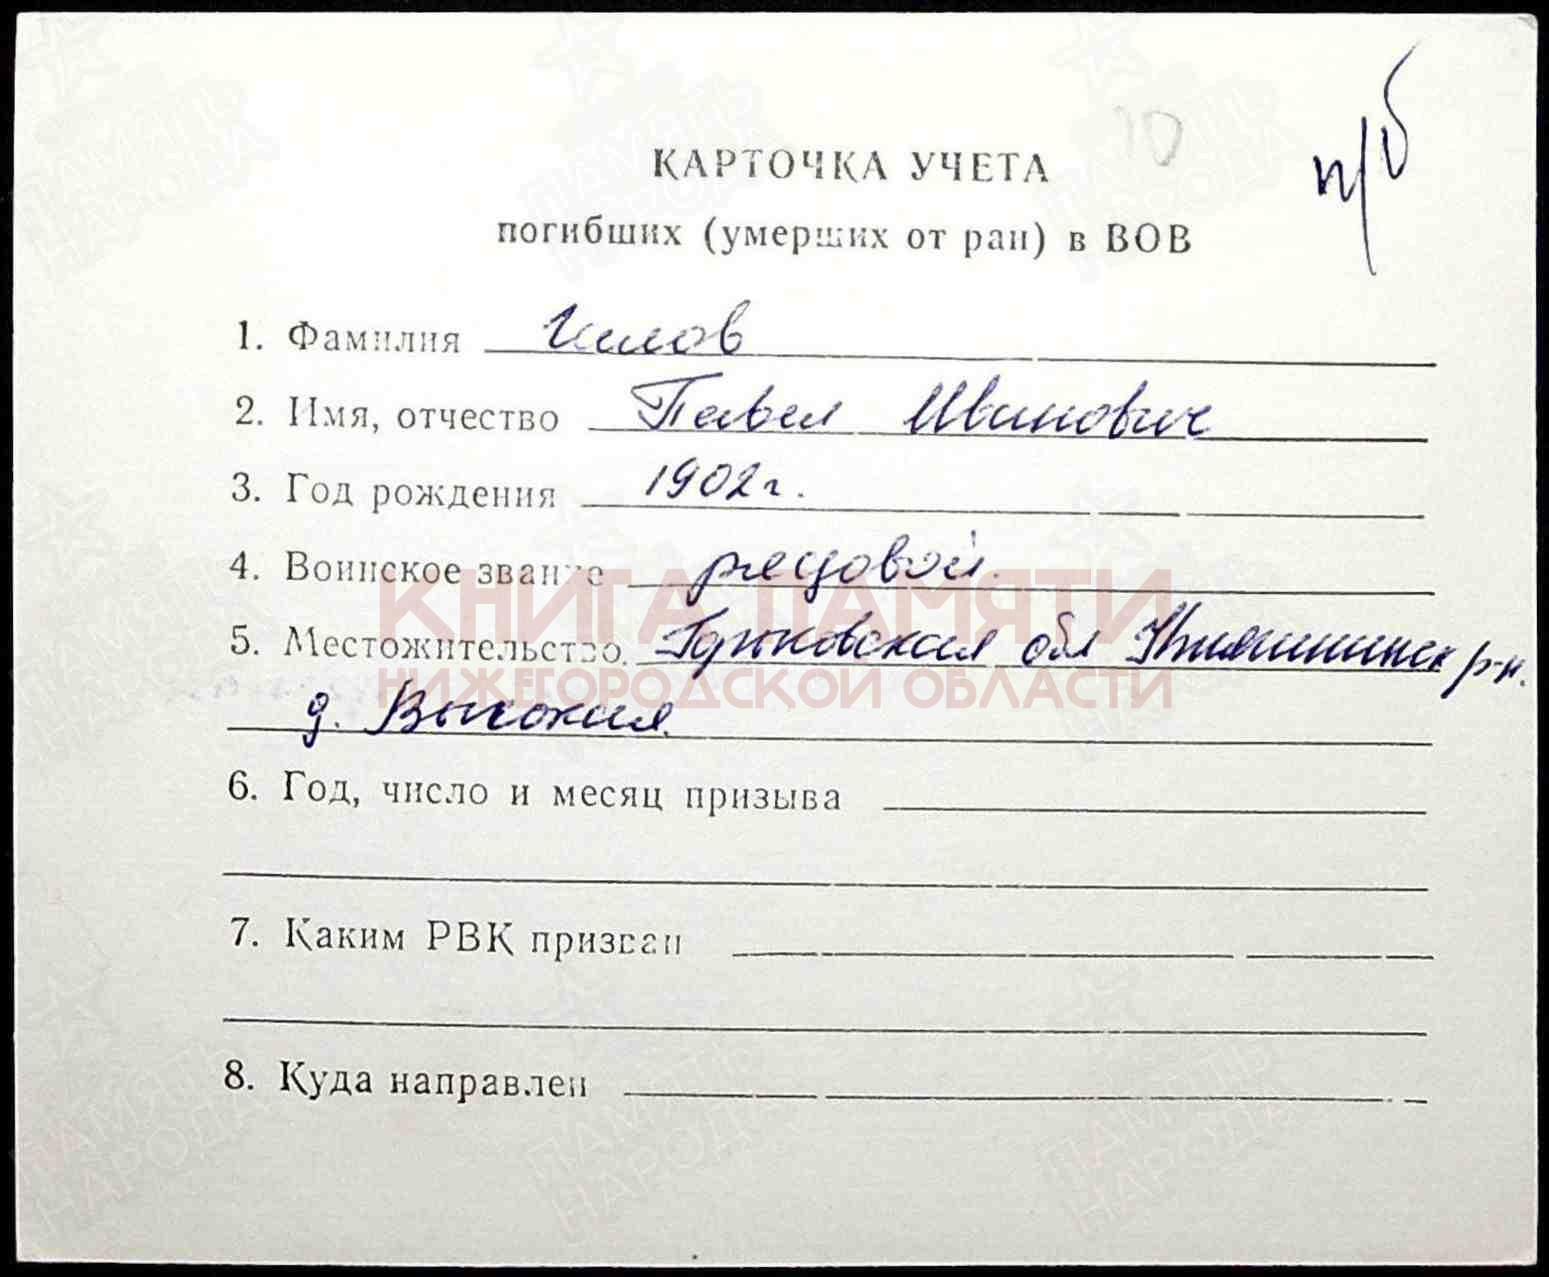 10
п/б
КАРТОЧКА УЧЕТА
погибших (умерших от ран) в ВОВ
1. Фамилия
2. Имя, отчество Павел Иванович
3. Год рождения 1902 г.
4. Воинское звание рядовой.
КНИГА ПАМЯТИ
5. Местожительство. Горьковская обл р-н.
НИЖЕГОРОДСКОЙ ОБЛАСТИ
д. Высокая
6. Год, число и месяц призыва
7. Каким РВК призван
8. Куда направлен
ПАМЯТЬ НАРОДА